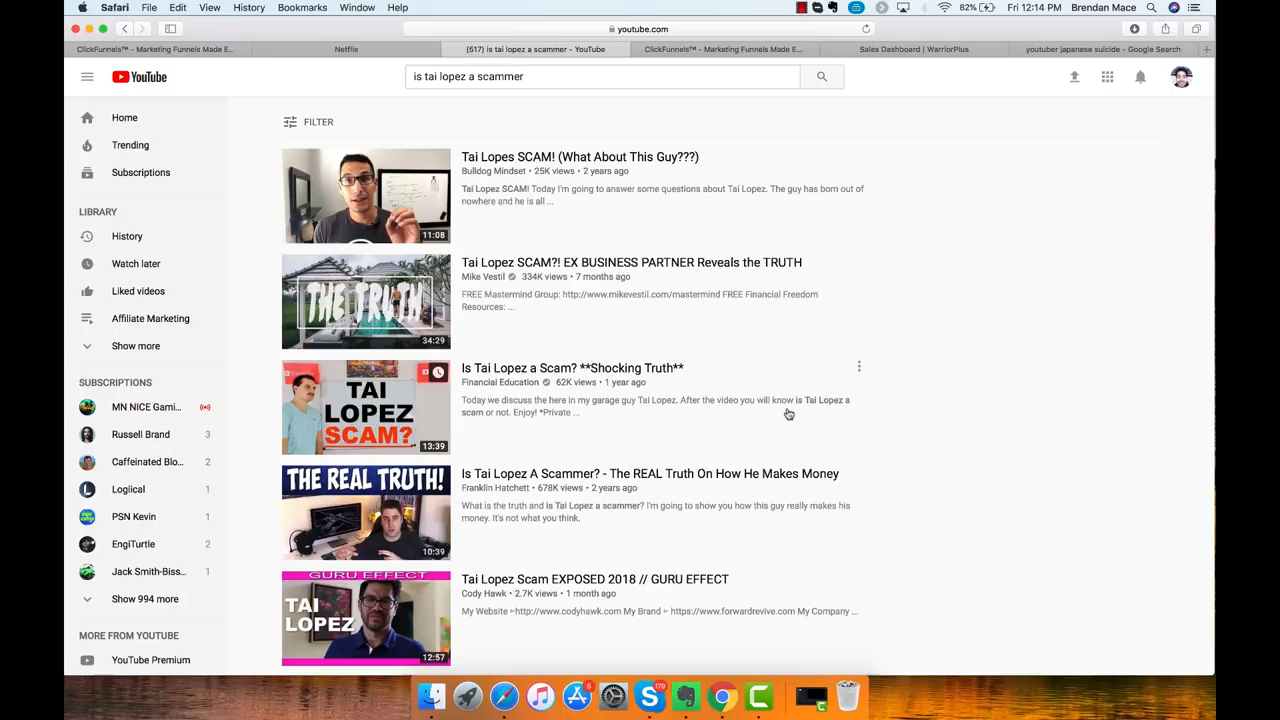 Safari File Edit View History Bookmarks Window Help 82% Fri 12:14 PM Brendan Mace
youtube.com
ClickFunnels™ - Marketing Funnels Made E... Netflix (517) is tai lopez a scammer - YouTube ClickFunnels™ - Marketing Funnels Made E... Sales Dashboard | WarriorPlus youtuber japanese suicide - Google Search
YouTube
is tai lopez a scammer
Home
Trending
Subscriptions
LIBRARY
History
Watch later
Liked videos
Affiliate Marketing
Show more
SUBSCRIPTIONS
MN NICE Gami...
Russell Brand 3
Caffeinated Blo... 2
Logiical 1
PSN Kevin 1
EngiTurtle 2
Jack Smith-Biss... 1
Show 994 more
MORE FROM YOUTUBE
YouTube Premium
FILTER
11:08
Tai Lopes SCAM! (What About This Guy???)
Bulldog Mindset • 25K views • 2 years ago
Tai Lopez SCAM! Today I'm going to answer some questions about Tai Lopez. The guy has born out of
nowhere and he is all ...
THE TRUTH
34:29
Tai Lopez SCAM?! EX BUSINESS PARTNER Reveals the TRUTH
Mike Vestil 334K views • 7 months ago
FREE Mastermind Group: http://www.mikevestil.com/mastermind FREE Financial Freedom
Resources: ...
TAI
LOPEZ
SCAM?
13:39
Is Tai Lopez a Scam? **Shocking Truth**
Financial Education 62K views • 1 year ago
Today we discuss the here in my garage guy Tai Lopez. After the video you will know is Tai Lopez a
scam or not. Enjoy! *Private ...
THE REAL TRUTH!
10:39
Is Tai Lopez A Scammer? - The REAL Truth On How He Makes Money
Franklin Hatchett • 678K views • 2 years ago
What is the truth and is Tai Lopez a scammer? I'm going to show you how this guy really makes his
money. It's not what you think.
GURU EFFECT
TAI
LOPEZ
12:57
Tai Lopez Scam EXPOSED 2018 // GURU EFFECT
Cody Hawk • 2.7K views • 1 month ago
My Website ➢http://www.codyhawk.com My Brand ➢ https://www.forwardrevive.com My Company ...
5
179